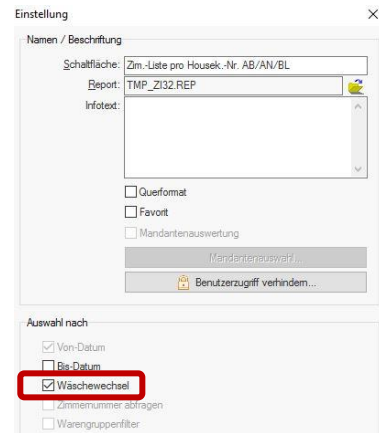 Einstellung
Namen / Beschriftung
Schaltfläche: Zim.-Liste pro Housek.-Nr. AB/AN/BL
Report: TMP_ZI32.REP
Infotext:
Querformat
Favorit
Mandantenauswertung
Mandantenauswahl...
Benutzerzugriff verhindern...
Auswahl nach
Von-Datum
Bis-Datum
Wäschewechsel
Zimmernummer abfragen
Warengruppenfilter